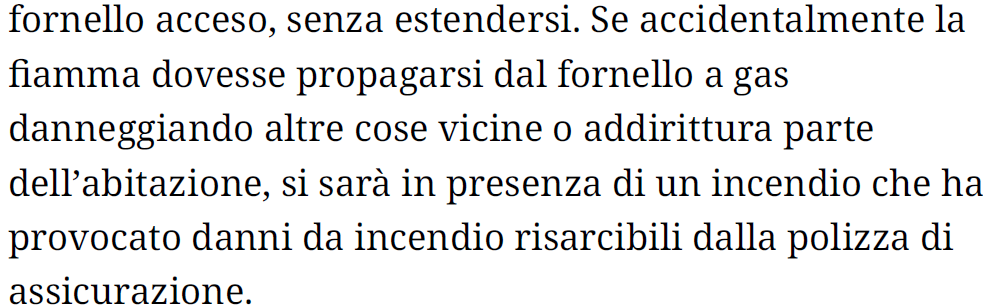 fornello acceso, senza estendersi. Se accidentalmente la
fiamma dovesse propagarsi dal fornello a gas
danneggiando altre cose vicine o addirittura parte
dell’abitazione, si sarà in presenza di un incendio che ha
provocato danni da incendio risarcibili dalla polizza di
assicurazione.